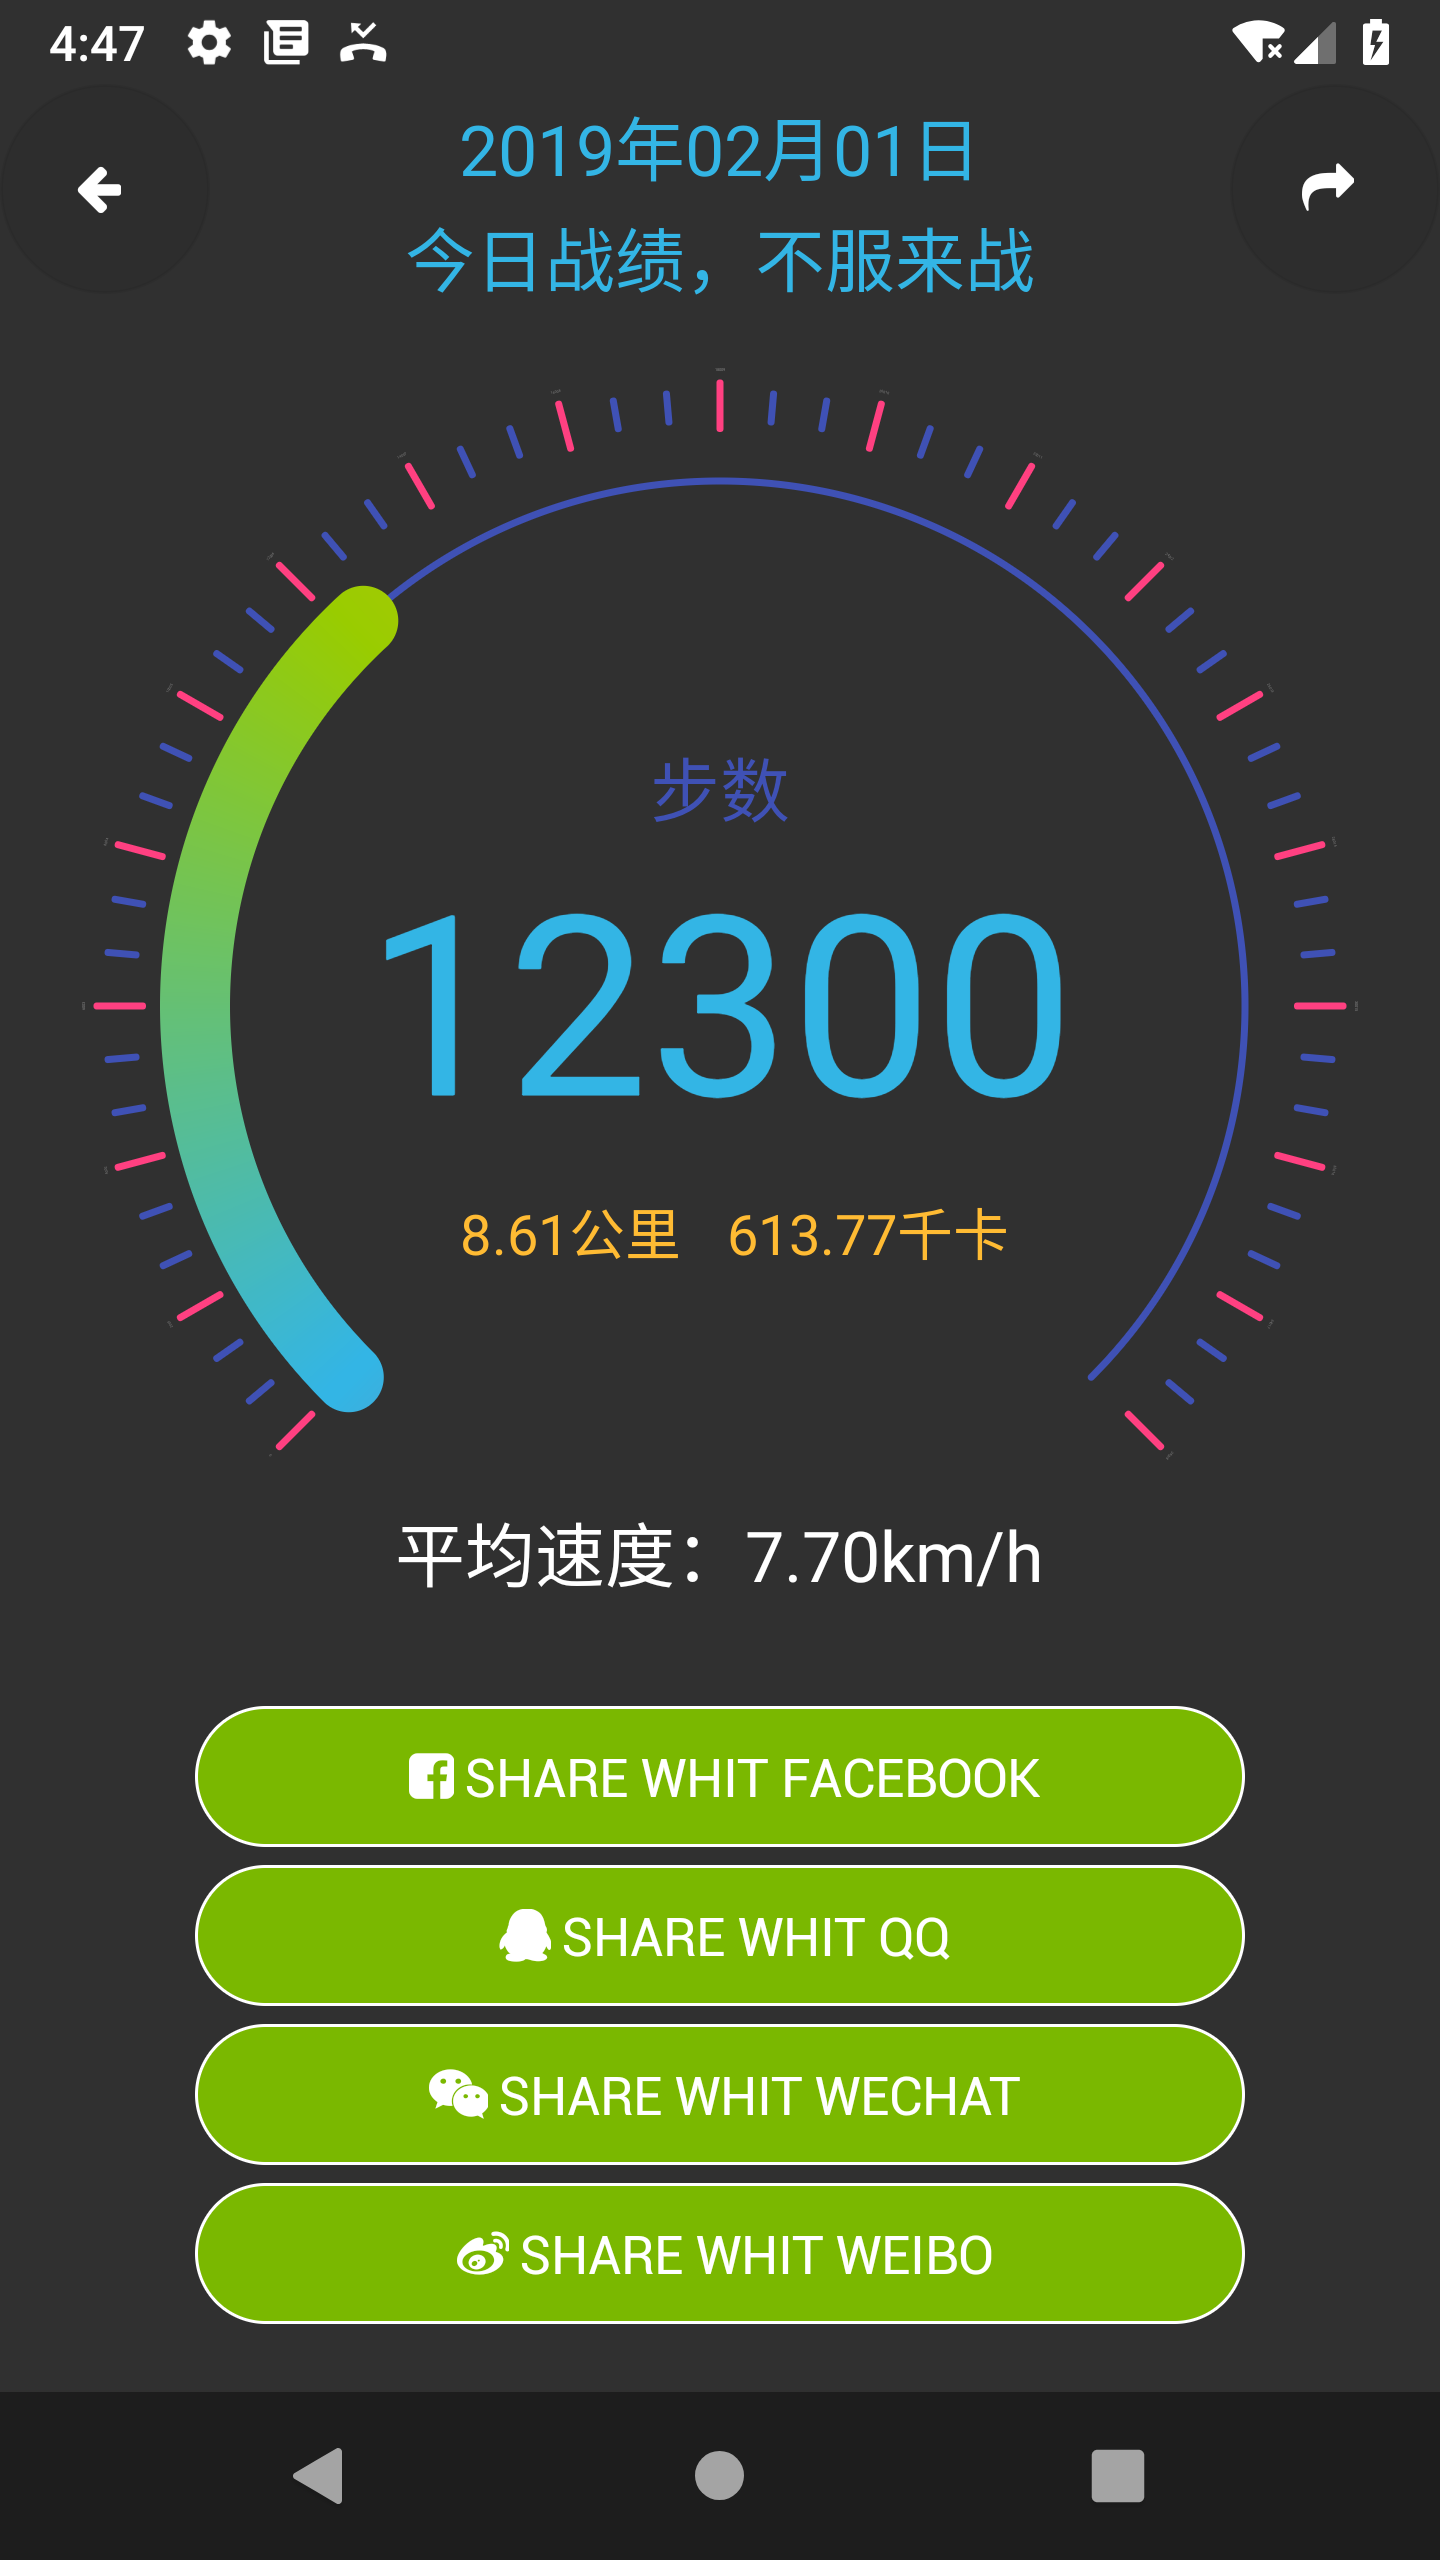 4:47
2019年02月01日
今日战绩，不服来战
步数
12300
8.61公里 613.77千卡
平均速度：7.70km/h
SHARE WHIT FACEBOOK
SHARE WHIT QQ
SHARE WHIT WECHAT
SHARE WHIT WEIBO